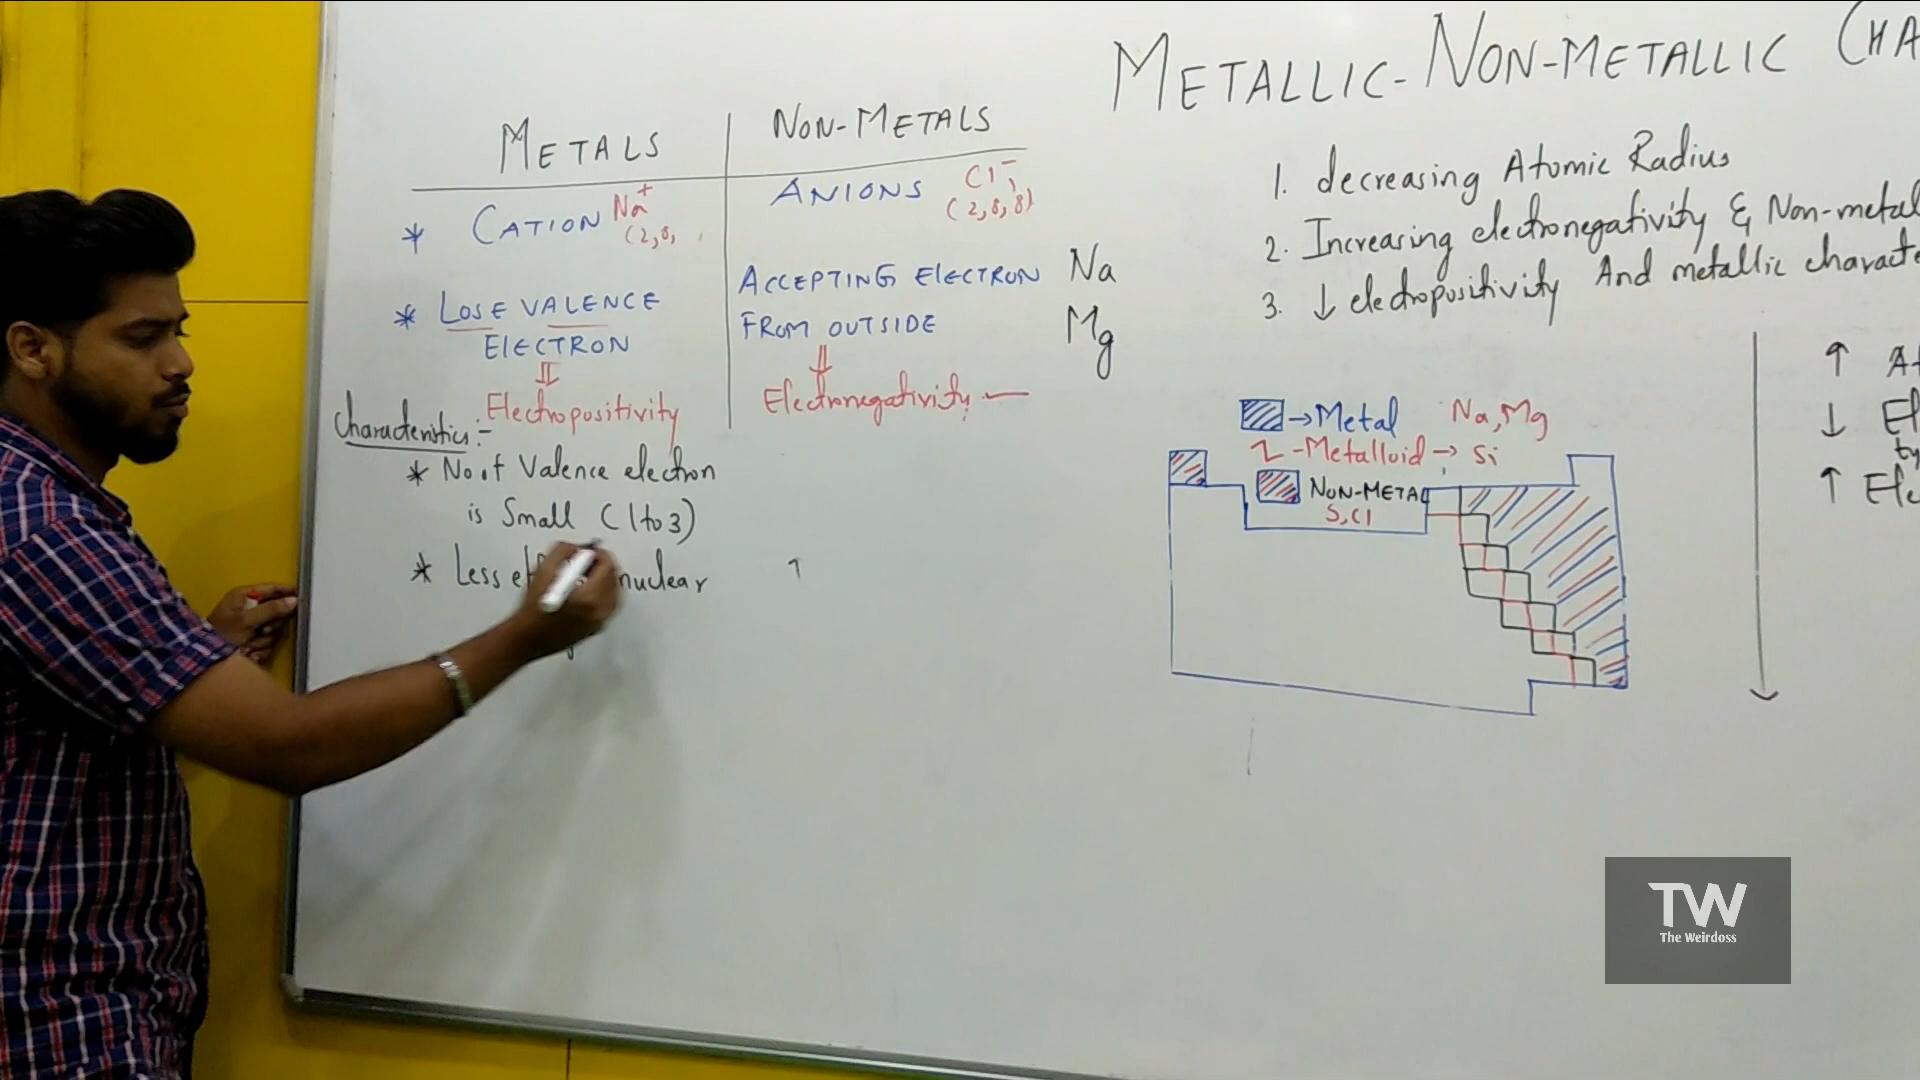 METALS
NON-METALS
* CATION Na+
(2,8,
ANIONS Cl-,
(2,8,8)
* LOSE VALENCE
ElECTRON
⇓
Electropositivity
ACCEPTING ElECTRON
FROM OUTSIDE
⇓
Electronegativity
Na
Mg
Characteristics:-
* No of Valence electron
is Small (1 to 3)
* Less nuclear
METALLIC-NON-METALLIC CHA
1. decreasing Atomic Radius
2. Increasing electronegativity & Non-metal
3. ↓ electropositivity And metallic characte
→Metal Na, Mg
-Metalloid → Si
NON-METAL
S, Cl
↑ At
↓ El
ty
↑ Ele
TW
The Weirdoss